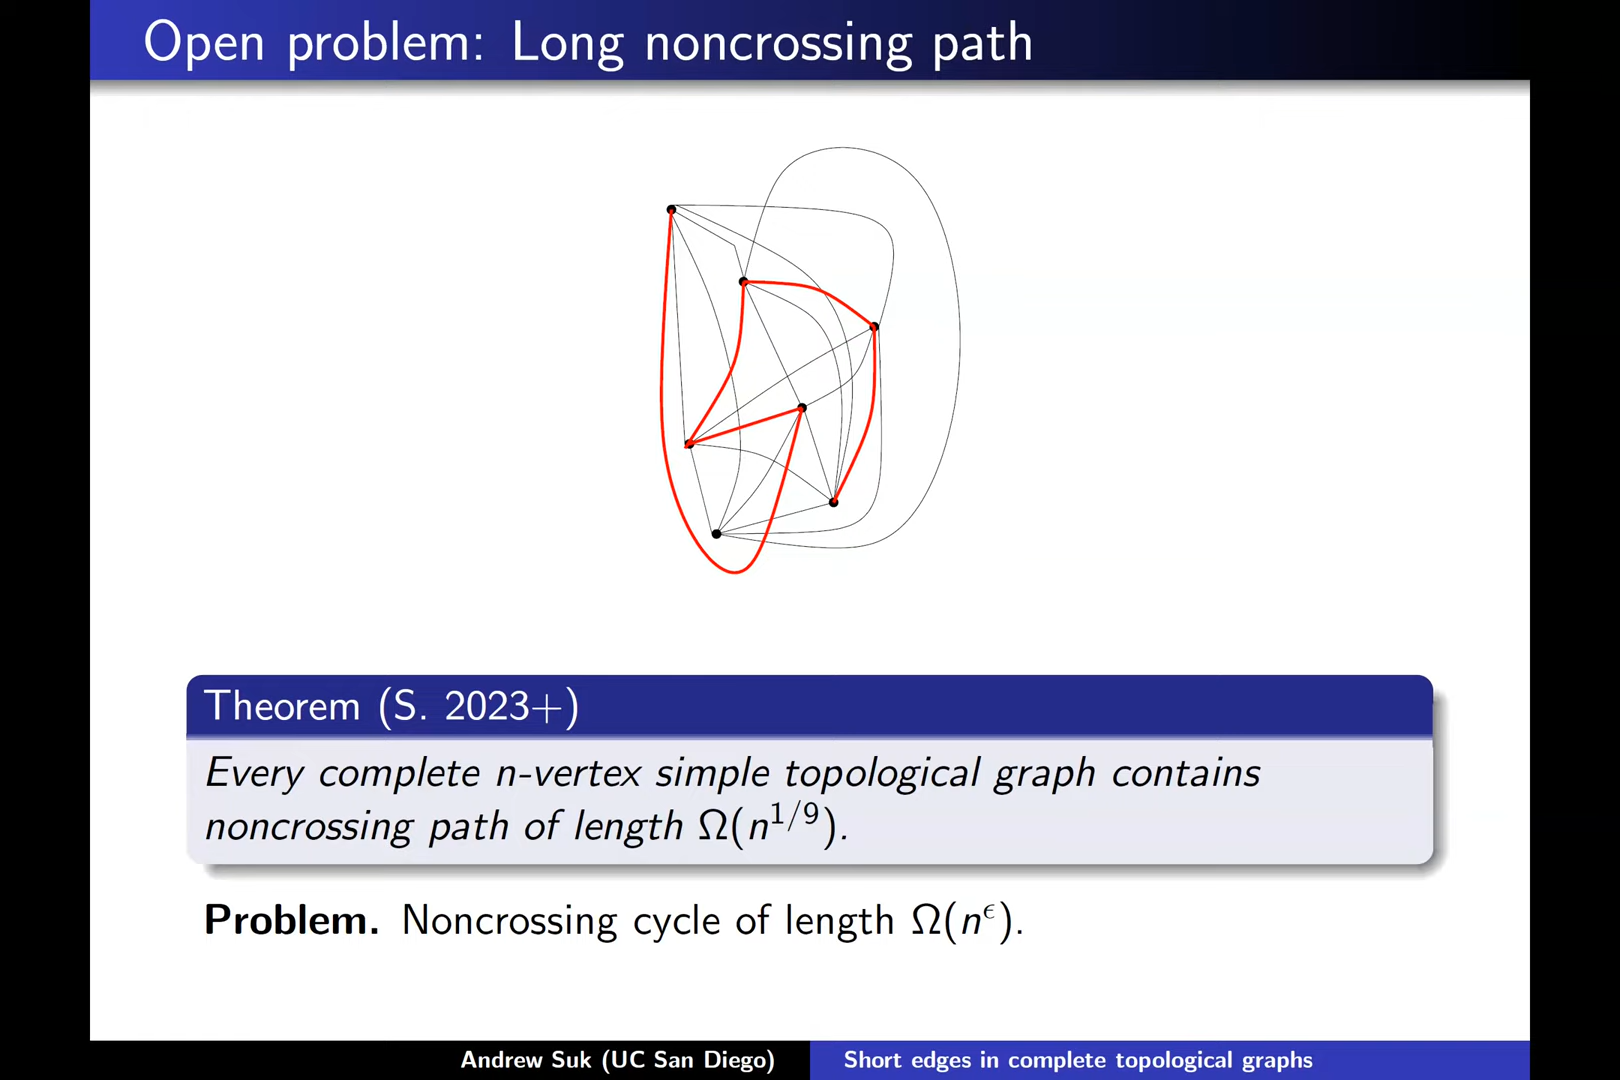 Open problem: Long noncrossing path
Theorem (S. 2023+)
Every complete n-vertex simple topological graph contains
noncrossing path of length Ω(n^{1/9}).
Problem. Noncrossing cycle of length Ω(n^ϵ).
Andrew Suk (UC San Diego)
Short edges in complete topological graphs